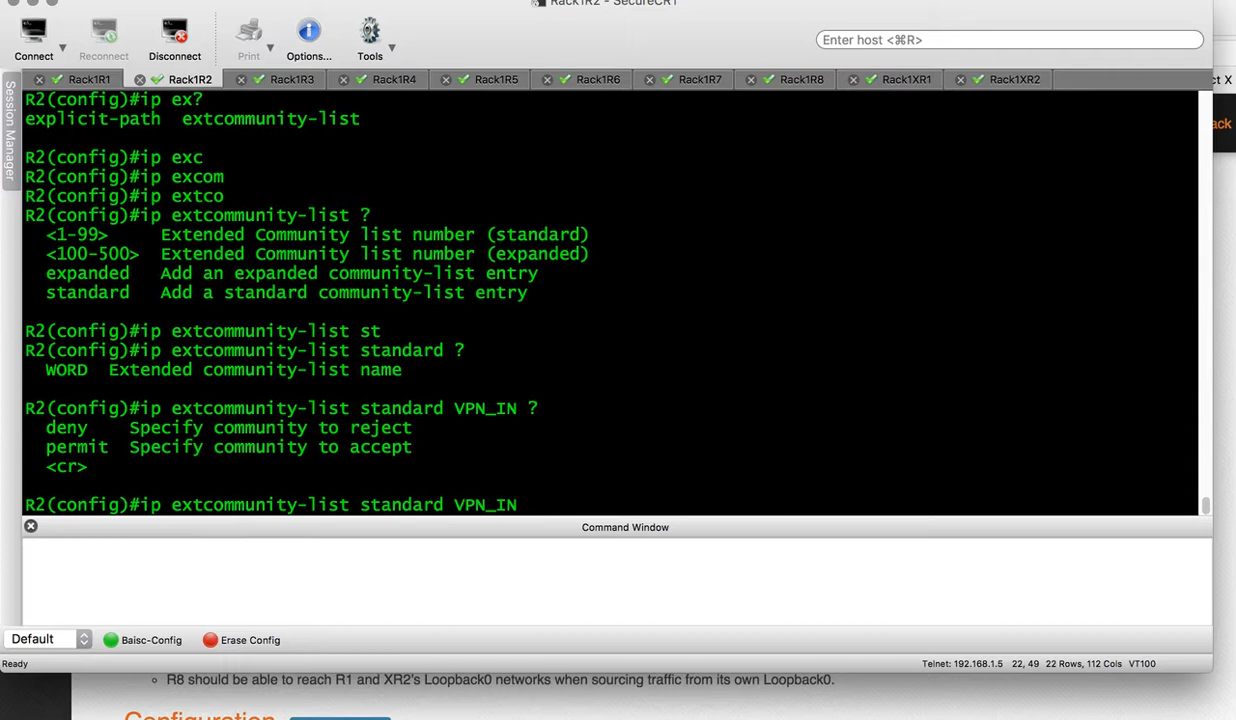 Rack1R2 - SecureCRT
Connect
Reconnect
Disconnect
Print
Options...
Tools
Enter host <⌘R>
Session Manager
Rack1R1
Rack1R2
Rack1R3
Rack1R4
Rack1R5
Rack1R6
Rack1R7
Rack1R8
Rack1XR1
Rack1XR2
ct X
ack
R2(config)#ip ex?
explicit-path  extcommunity-list
R2(config)#ip exc
R2(config)#ip excom
R2(config)#ip extco
R2(config)#ip extcommunity-list ?
  <1-99>     Extended Community list number (standard)
  <100-500>  Extended Community list number (expanded)
  expanded   Add an expanded community-list entry
  standard   Add a standard community-list entry
R2(config)#ip extcommunity-list st
R2(config)#ip extcommunity-list standard ?
  WORD  Extended community-list name
R2(config)#ip extcommunity-list standard VPN_IN ?
  deny    Specify community to reject
  permit  Specify community to accept
  <cr>
R2(config)#ip extcommunity-list standard VPN_IN
Command Window
Default
Baisc-Config
Erase Config
Ready
Telnet: 192.168.1.5  22, 49  22 Rows, 112 Cols  VT100
R8 should be able to reach R1 and XR2's Loopback0 networks when sourcing traffic from its own Loopback0.
Configuration